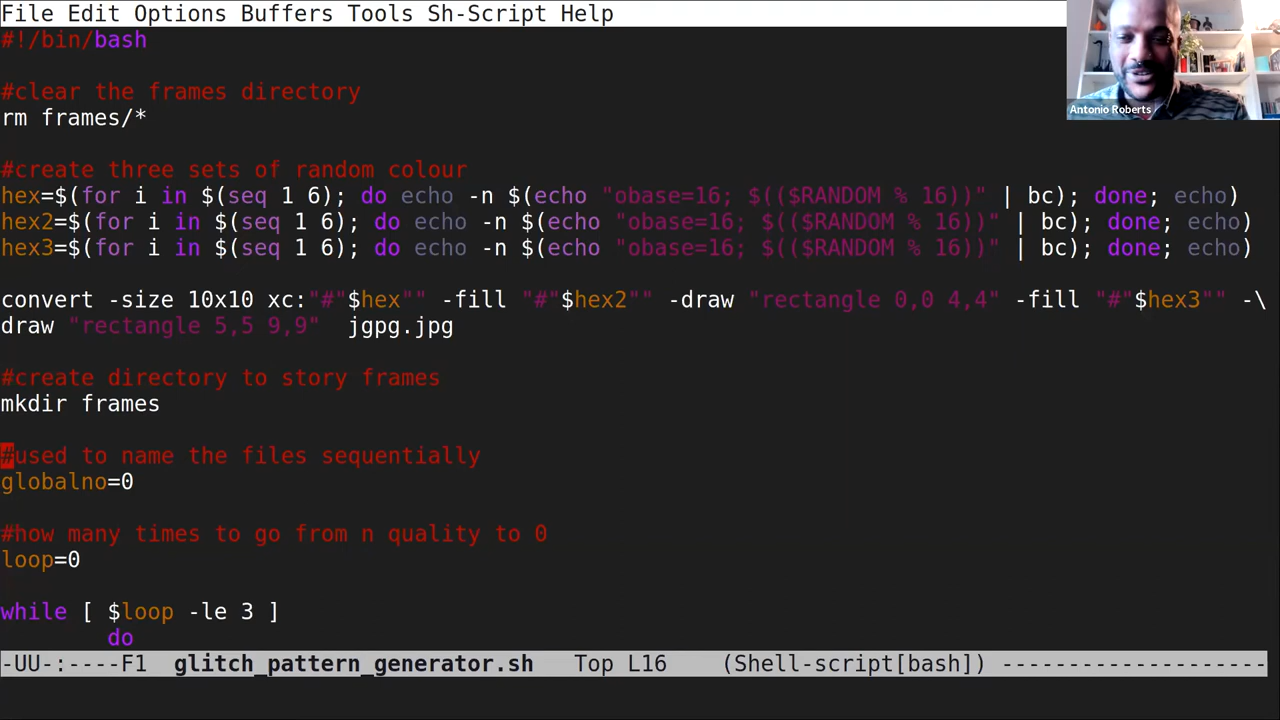 File Edit Options Buffers Tools Sh-Script Help
#!/bin/bash
#clear the frames directory
rm frames/*
#create three sets of random colour
hex=$(for i in $(seq 1 6); do echo -n $(echo "obase=16; $(($RANDOM % 16))" | bc); done; echo)
hex2=$(for i in $(seq 1 6); do echo -n $(echo "obase=16; $(($RANDOM % 16))" | bc); done; echo)
hex3=$(for i in $(seq 1 6); do echo -n $(echo "obase=16; $(($RANDOM % 16))" | bc); done; echo)
convert -size 10x10 xc:"#"$hex"" -fill "#"$hex2"" -draw "rectangle 0,0 4,4" -fill "#"$hex3"" -\
draw "rectangle 5,5 9,9"  jgpg.jpg
#create directory to story frames
mkdir frames
#used to name the files sequentially
globalno=0
#how many times to go from n quality to 0
loop=0
while [ $loop -le 3 ]
do
-UU-:----F1  glitch_pattern_generator.sh   Top L16   (Shell-script[bash]) --------------------
Antonio Roberts